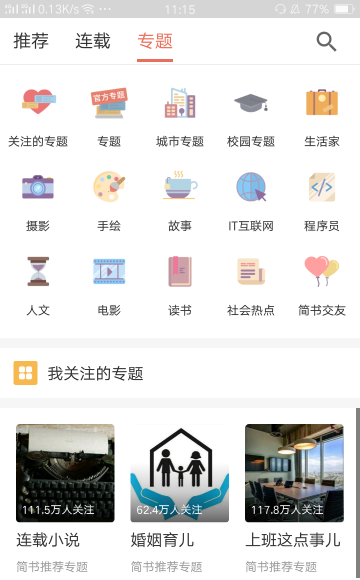 0.13K/s ··· 11:15 77%
推荐 连载 专题
官方专题
关注的专题 专题 城市专题 校园专题 生活家
摄影 手绘 故事 IT互联网 程序员
人文 电影 读书 社会热点 简书交友
我关注的专题
111.5万人关注 62.4万人关注 117.8万人关注
连载小说 婚姻育儿 上班这点事儿
简书推荐专题 简书推荐专题 简书推荐专题